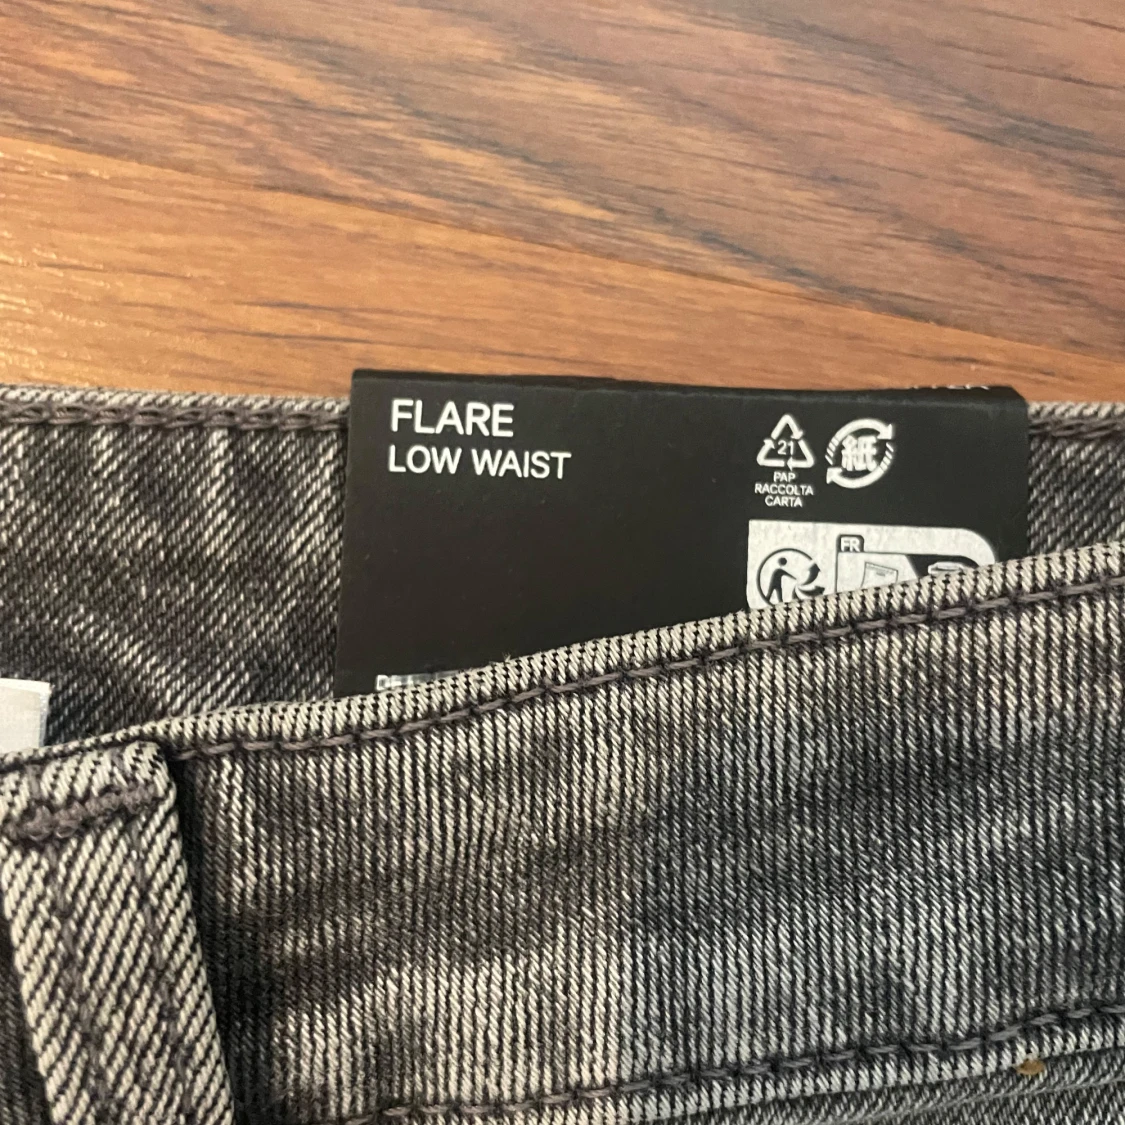 FLARE
LOW WAIST
21
PAP
RACCOLTA
CARTA
紙
FR